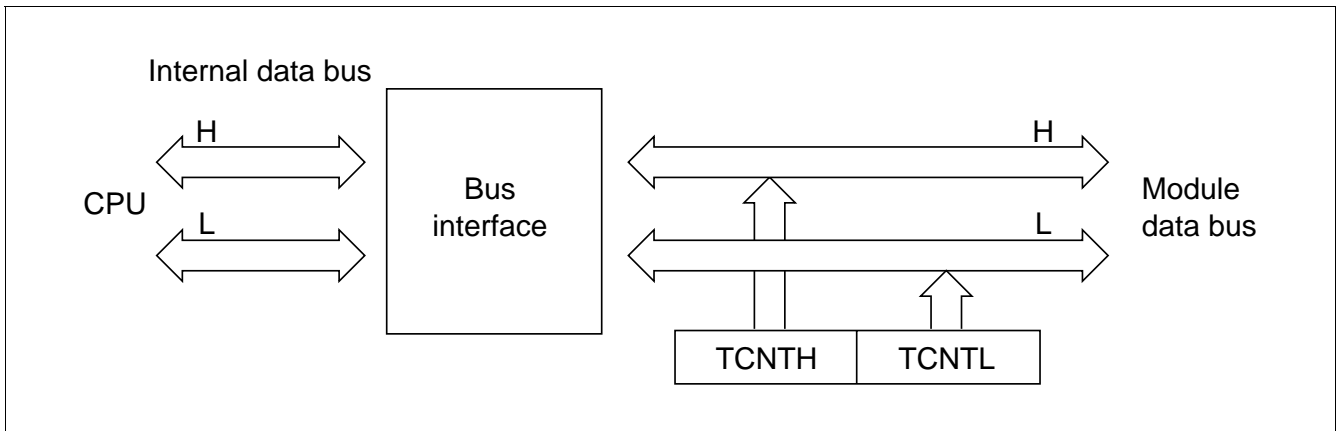 Internal data bus
H
H
CPU
L
L
Bus
interface
Module
data bus
TCNTH
TCNTL